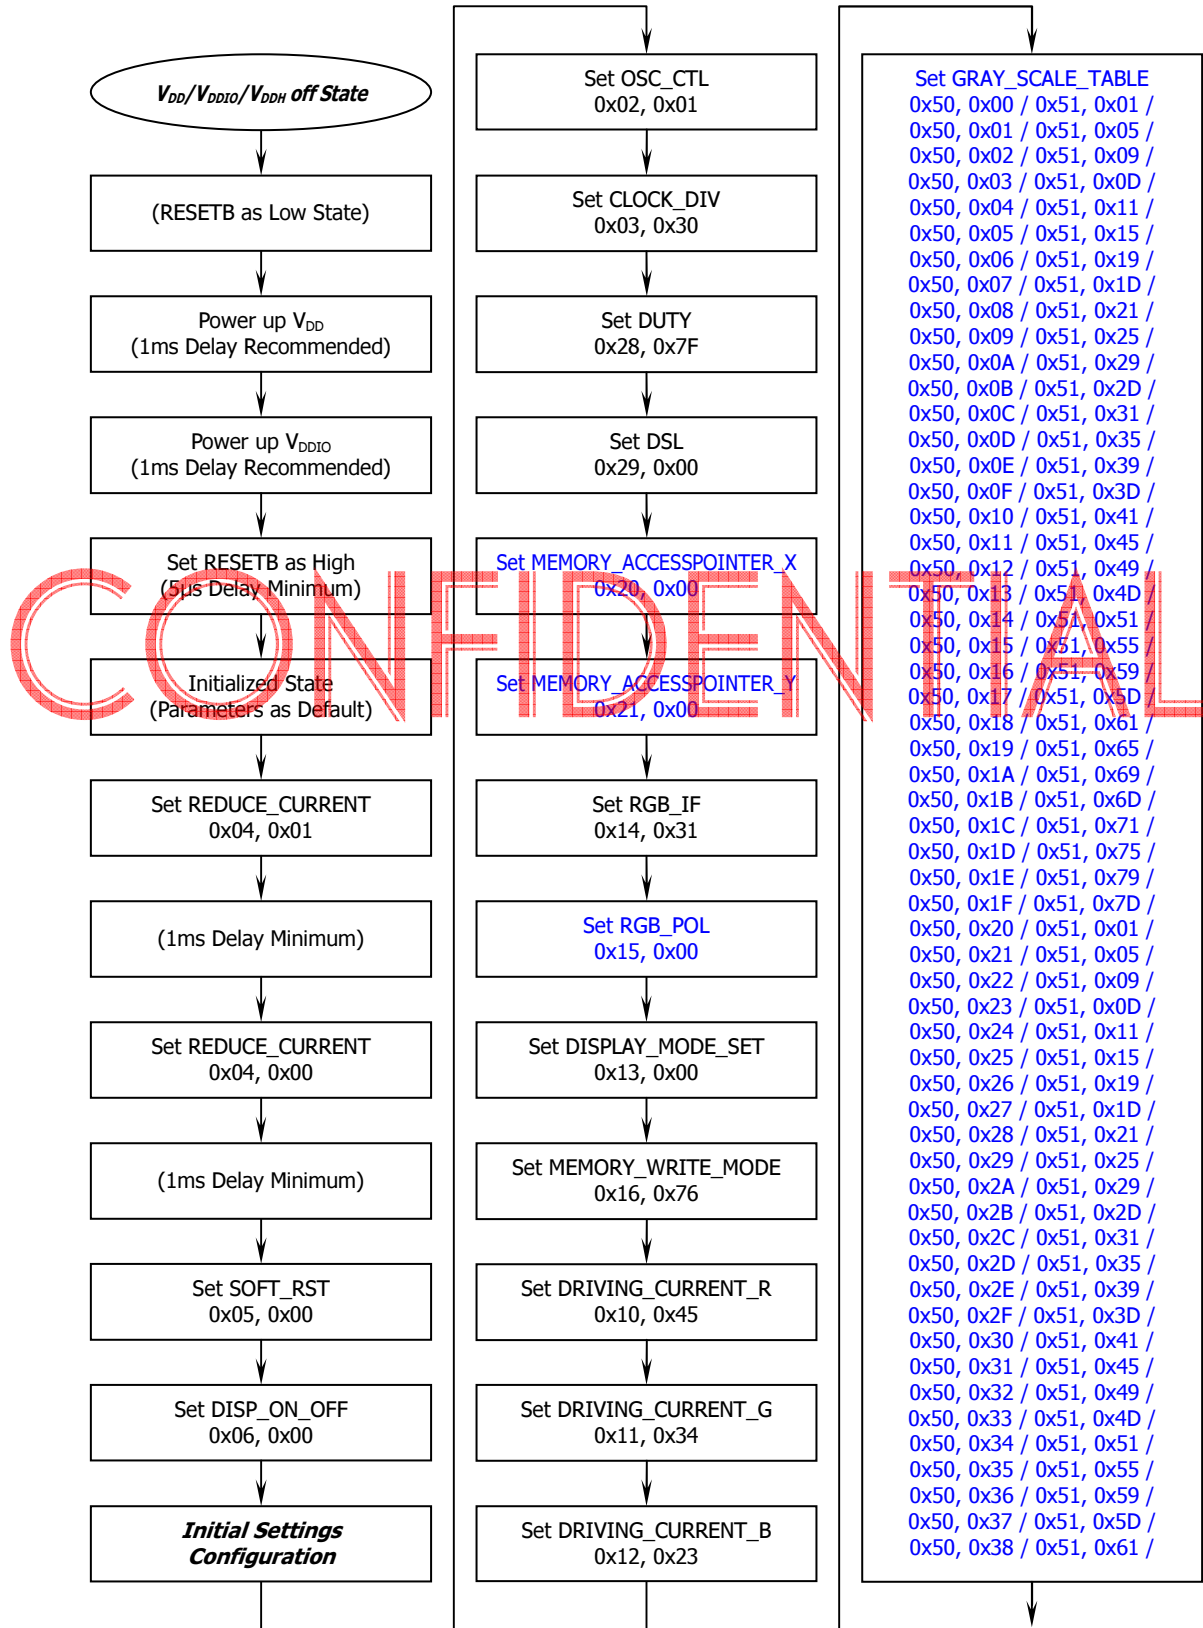 V_DD/V_DDIO/V_DDH off State
(RESETB as Low State)
Power up V_DD
(1ms Delay Recommended)
Power up V_DDIO
(1ms Delay Recommended)
Set RESETB as High
(5μs Delay Minimum)
Initialized State
(Parameters as Default)
Set REDUCE_CURRENT
0x04, 0x01
(1ms Delay Minimum)
Set REDUCE_CURRENT
0x04, 0x00
(1ms Delay Minimum)
Set SOFT_RST
0x05, 0x00
Set DISP_ON_OFF
0x06, 0x00
Initial Settings
Configuration
Set OSC_CTL
0x02, 0x01
Set CLOCK_DIV
0x03, 0x30
Set DUTY
0x28, 0x7F
Set DSL
0x29, 0x00
Set MEMORY_ACCESSPOINTER_X
0x20, 0x00
Set MEMORY_ACCESSPOINTER_Y
0x21, 0x00
Set RGB_IF
0x14, 0x31
Set RGB_POL
0x15, 0x00
Set DISPLAY_MODE_SET
0x13, 0x00
Set MEMORY_WRITE_MODE
0x16, 0x76
Set DRIVING_CURRENT_R
0x10, 0x45
Set DRIVING_CURRENT_G
0x11, 0x34
Set DRIVING_CURRENT_B
0x12, 0x23
Set GRAY_SCALE_TABLE
0x50, 0x00 / 0x51, 0x01 /
0x50, 0x01 / 0x51, 0x05 /
0x50, 0x02 / 0x51, 0x09 /
0x50, 0x03 / 0x51, 0x0D /
0x50, 0x04 / 0x51, 0x11 /
0x50, 0x05 / 0x51, 0x15 /
0x50, 0x06 / 0x51, 0x19 /
0x50, 0x07 / 0x51, 0x1D /
0x50, 0x08 / 0x51, 0x21 /
0x50, 0x09 / 0x51, 0x25 /
0x50, 0x0A / 0x51, 0x29 /
0x50, 0x0B / 0x51, 0x2D /
0x50, 0x0C / 0x51, 0x31 /
0x50, 0x0D / 0x51, 0x35 /
0x50, 0x0E / 0x51, 0x39 /
0x50, 0x0F / 0x51, 0x3D /
0x50, 0x10 / 0x51, 0x41 /
0x50, 0x11 / 0x51, 0x45 /
0x50, 0x12 / 0x51, 0x49 /
0x50, 0x13 / 0x51, 0x4D /
0x50, 0x14 / 0x51, 0x51 /
0x50, 0x15 / 0x51, 0x55 /
0x50, 0x16 / 0x51, 0x59 /
0x50, 0x17 / 0x51, 0x5D /
0x50, 0x18 / 0x51, 0x61 /
0x50, 0x19 / 0x51, 0x65 /
0x50, 0x1A / 0x51, 0x69 /
0x50, 0x1B / 0x51, 0x6D /
0x50, 0x1C / 0x51, 0x71 /
0x50, 0x1D / 0x51, 0x75 /
0x50, 0x1E / 0x51, 0x79 /
0x50, 0x1F / 0x51, 0x7D /
0x50, 0x20 / 0x51, 0x01 /
0x50, 0x21 / 0x51, 0x05 /
0x50, 0x22 / 0x51, 0x09 /
0x50, 0x23 / 0x51, 0x0D /
0x50, 0x24 / 0x51, 0x11 /
0x50, 0x25 / 0x51, 0x15 /
0x50, 0x26 / 0x51, 0x19 /
0x50, 0x27 / 0x51, 0x1D /
0x50, 0x28 / 0x51, 0x21 /
0x50, 0x29 / 0x51, 0x25 /
0x50, 0x2A / 0x51, 0x29 /
0x50, 0x2B / 0x51, 0x2D /
0x50, 0x2C / 0x51, 0x31 /
0x50, 0x2D / 0x51, 0x35 /
0x50, 0x2E / 0x51, 0x39 /
0x50, 0x2F / 0x51, 0x3D /
0x50, 0x30 / 0x51, 0x41 /
0x50, 0x31 / 0x51, 0x45 /
0x50, 0x32 / 0x51, 0x49 /
0x50, 0x33 / 0x51, 0x4D /
0x50, 0x34 / 0x51, 0x51 /
0x50, 0x35 / 0x51, 0x55 /
0x50, 0x36 / 0x51, 0x59 /
0x50, 0x37 / 0x51, 0x5D /
0x50, 0x38 / 0x51, 0x61 /
CONFIDENTIAL